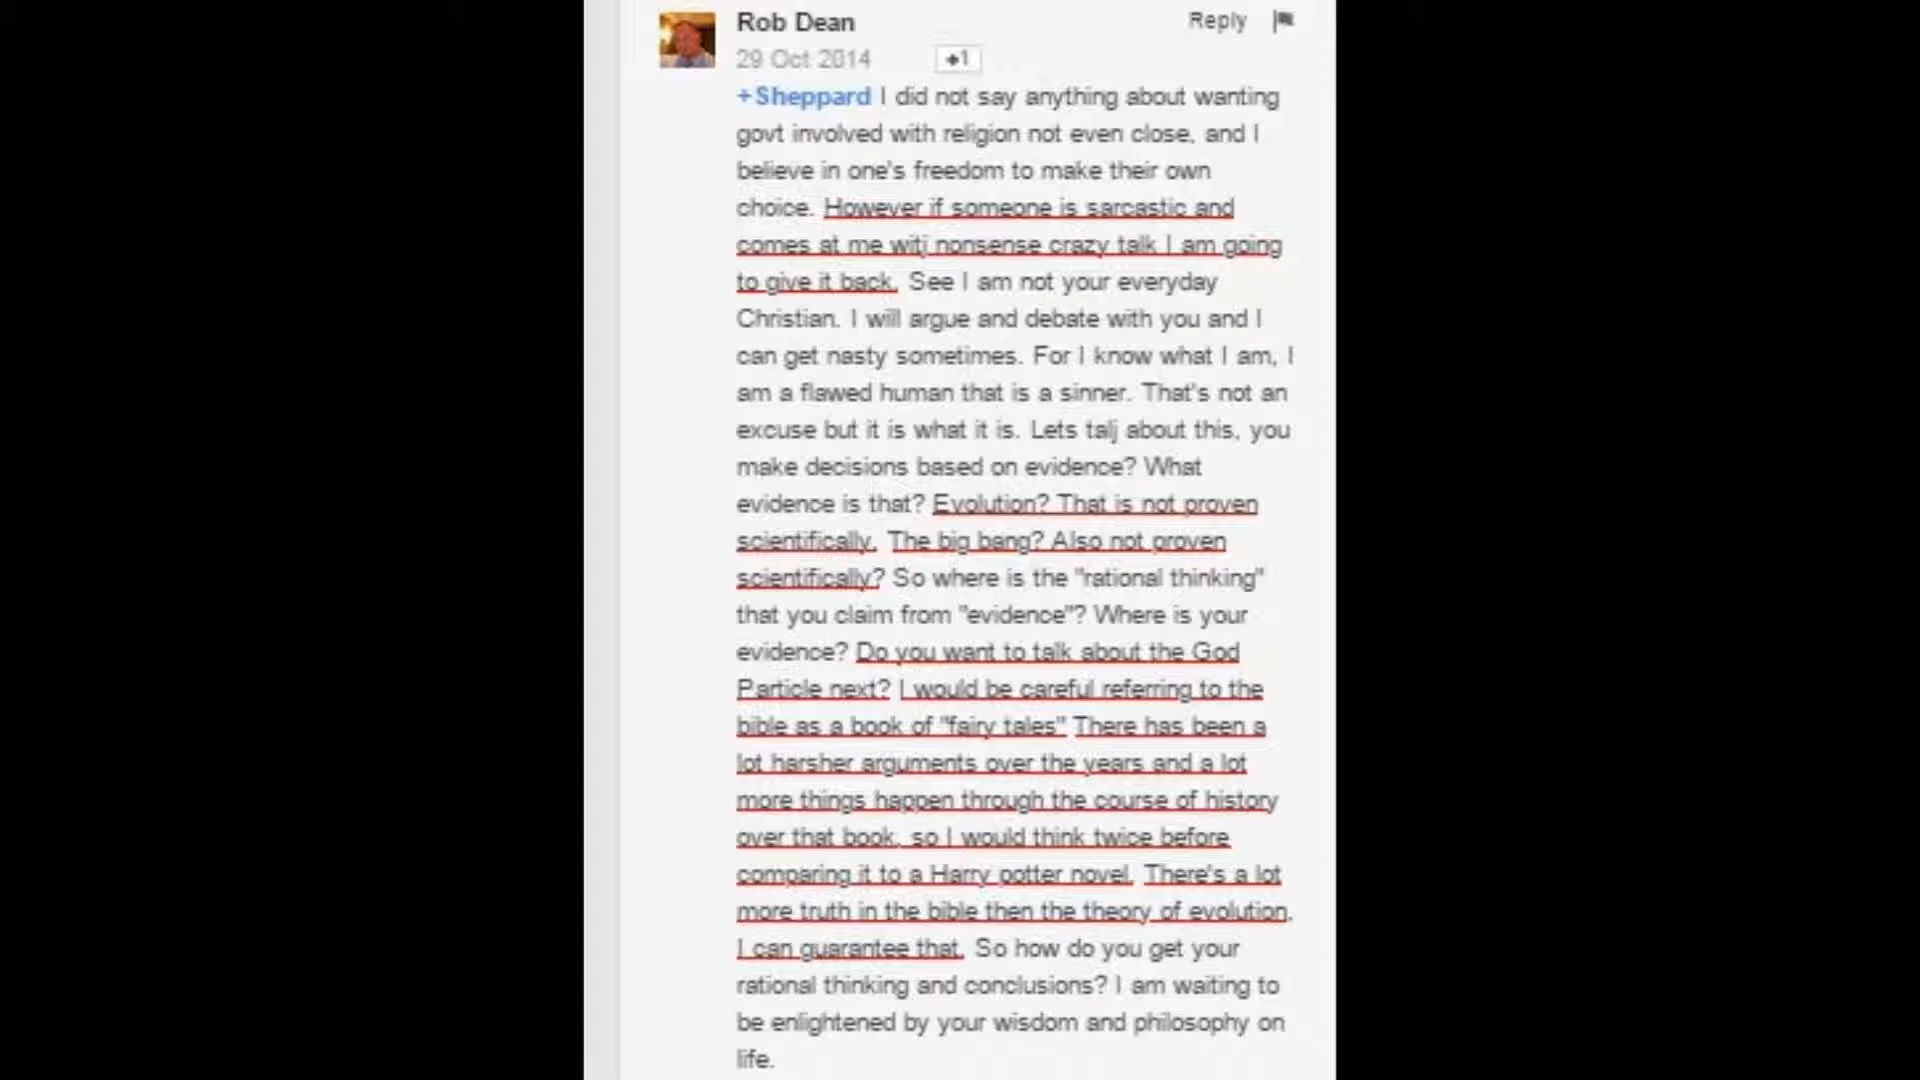 Rob Dean
Reply
29 Oct 2014
+1
+Sheppard I did not say anything about wanting
govt involved with religion not even close, and I
believe in one's freedom to make their own
choice. However if someone is sarcastic and
comes at me witj nonsense crazy talk I am going
to give it back. See I am not your everyday
Christian. I will argue and debate with you and I
can get nasty sometimes. For I know what I am, I
am a flawed human that is a sinner. That's not an
excuse but it is what it is. Lets talj about this, you
make decisions based on evidence? What
evidence is that? Evolution? That is not proven
scientifically. The big bang? Also not proven
scientifically? So where is the "rational thinking"
that you claim from "evidence"? Where is your
evidence? Do you want to talk about the God
Particle next? I would be careful referring to the
bible as a book of "fairy tales" There has been a
lot harsher arguments over the years and a lot
more things happen through the course of history
over that book, so I would think twice before
comparing it to a Harry potter novel. There's a lot
more truth in the bible then the theory of evolution,
I can guarantee that. So how do you get your
rational thinking and conclusions? I am waiting to
be enlightened by your wisdom and philosophy on
life.